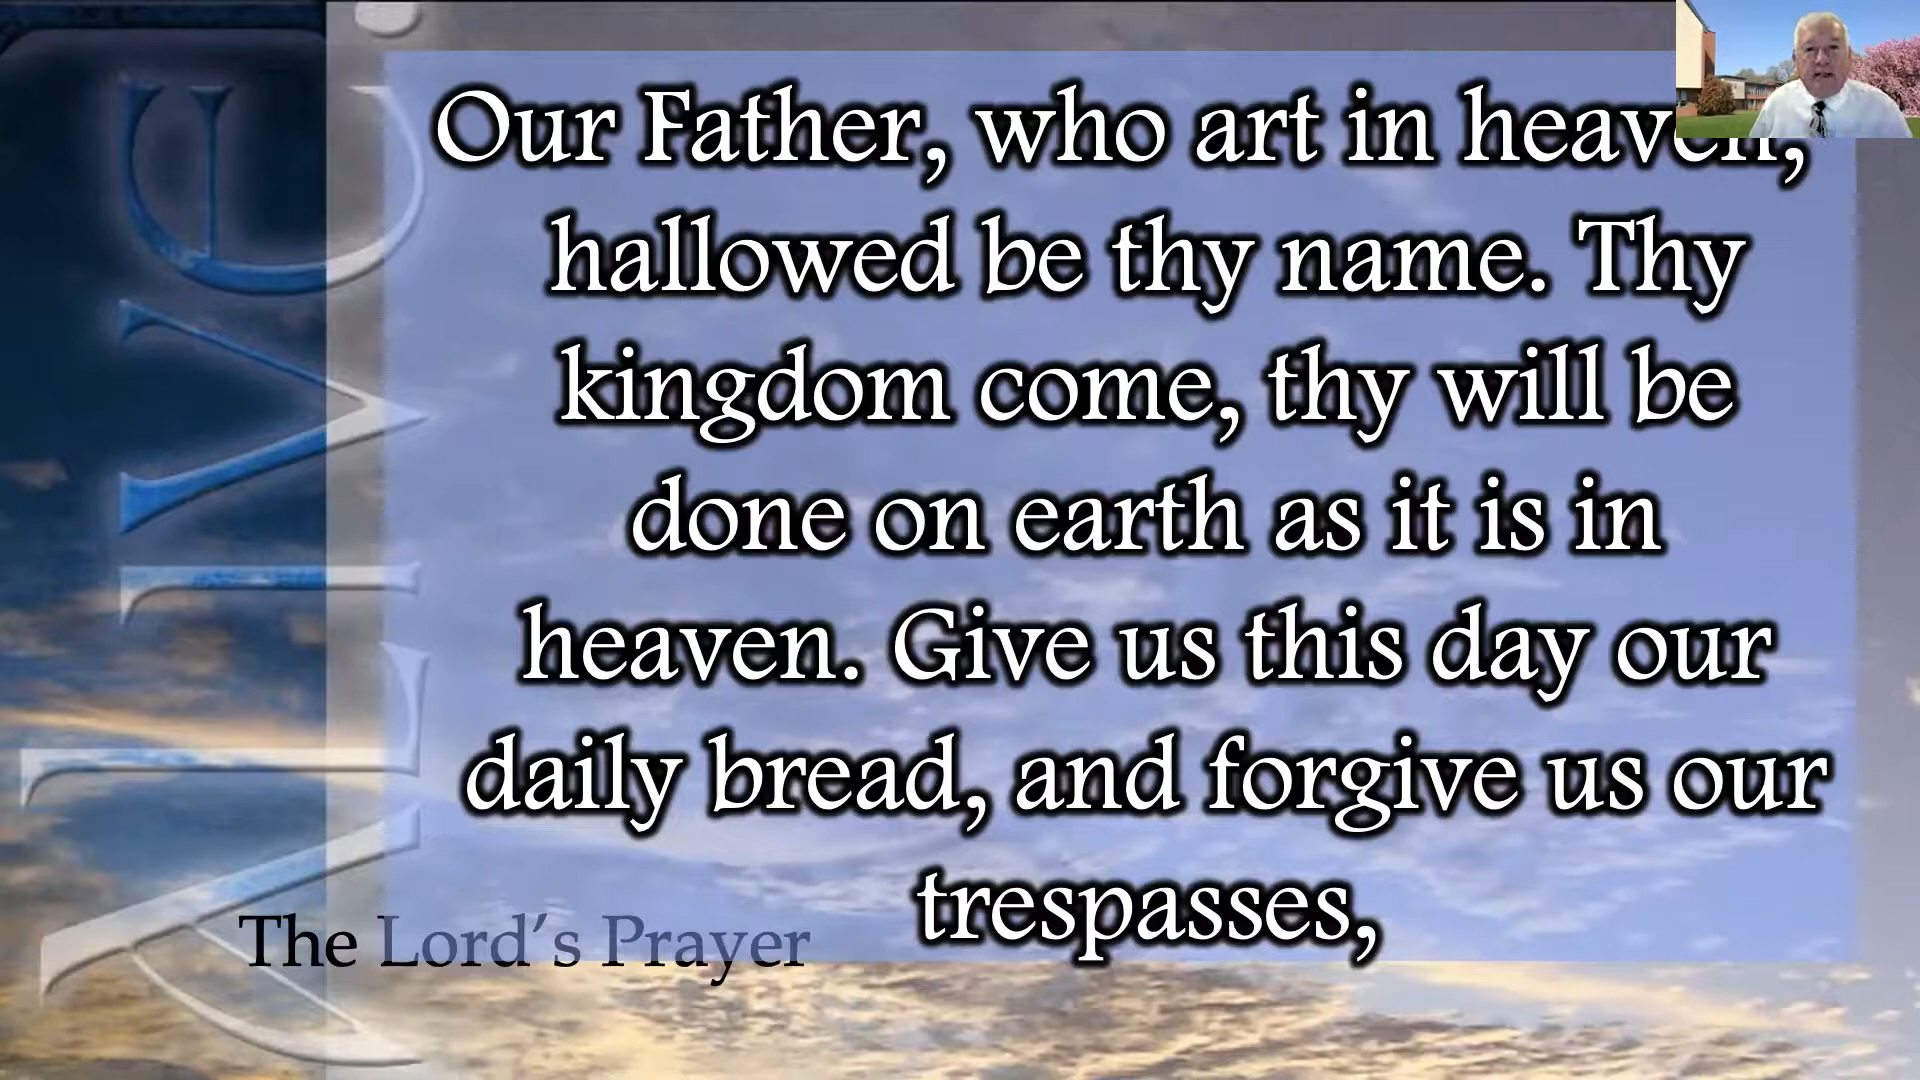 ALIVE!
Our Father, who art in heaven,
hallowed be thy name. Thy
kingdom come, thy will be
done on earth as it is in
heaven. Give us this day our
daily bread, and forgive us our
trespasses,
The Lord's Prayer